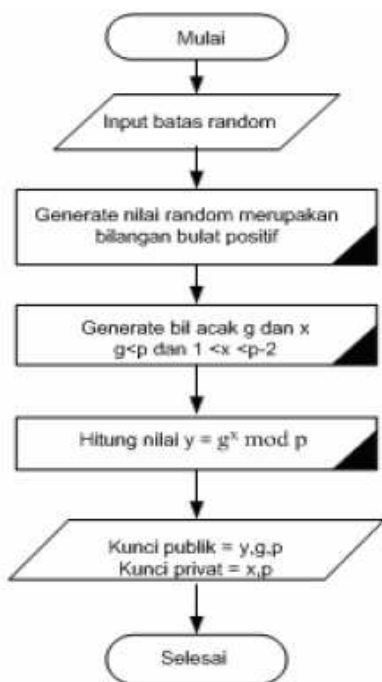 Mulai
Input batas random
Generate nilai random merupakan
bilangan bulat positif
Generate bil acak g dan x
g<p dan 1 <x <p-2
Hitung nilai y = gˣ mod p
Kunci publik = y,g,p
Kunci privat = x,p
Selesai